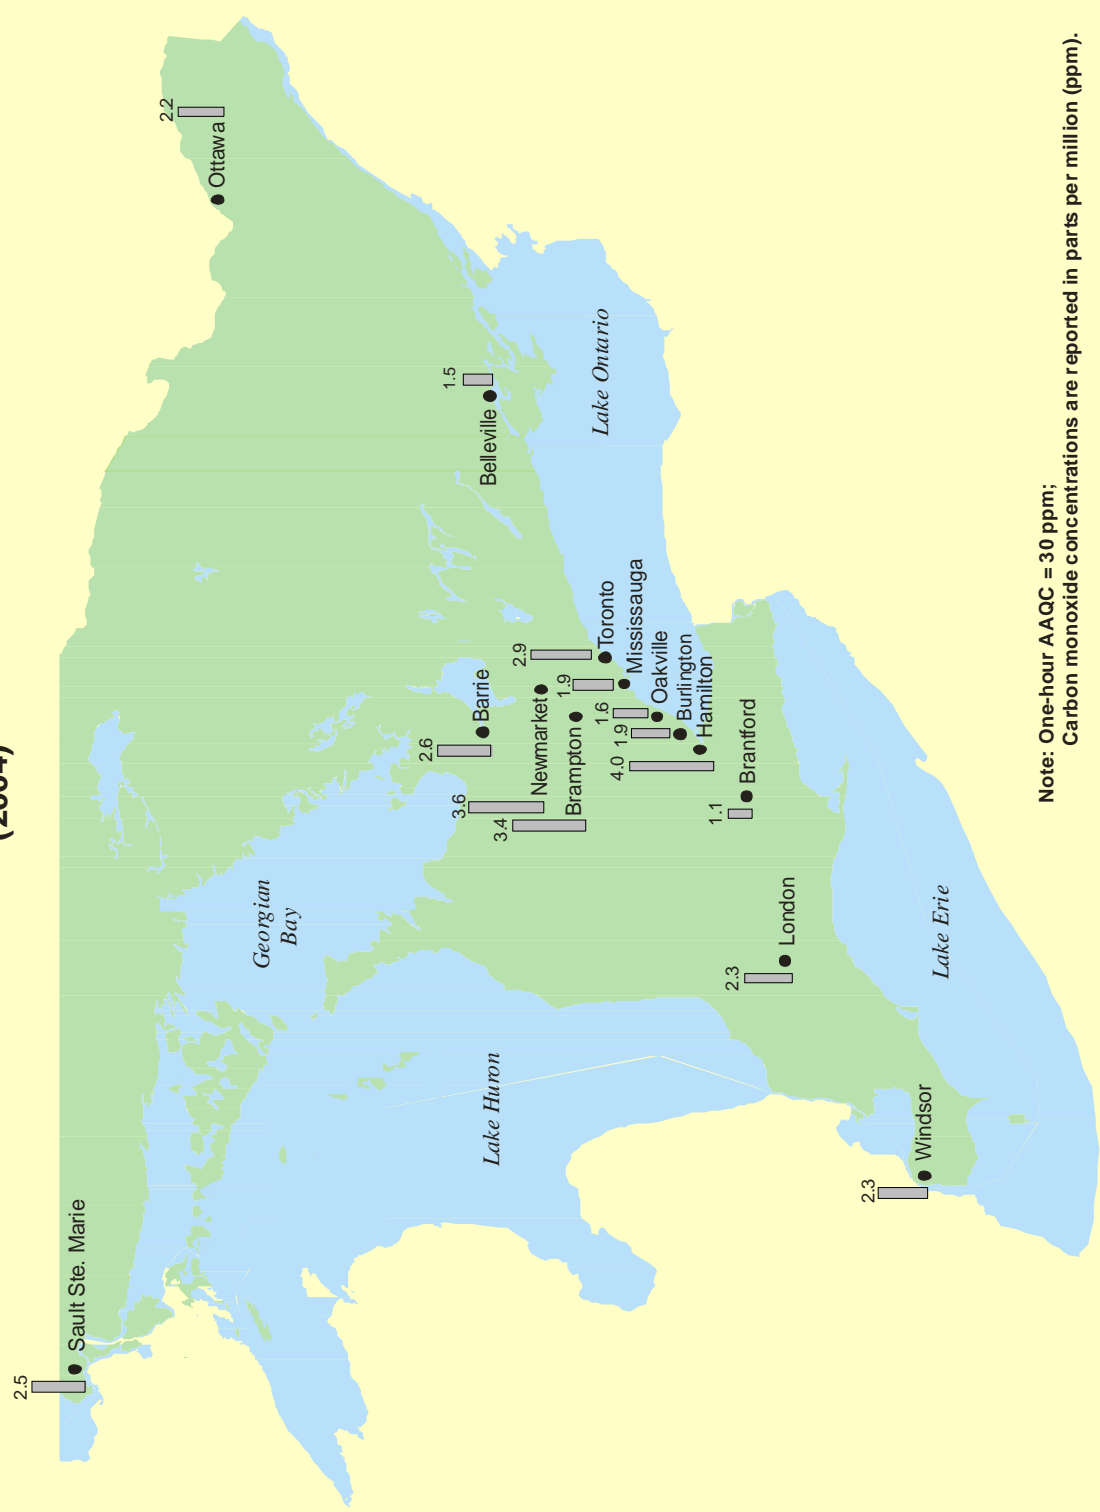 2.5
Sault Ste. Marie
2.2
Ottawa
Georgian
Bay
Lake Huron
2.6
Barrie
1.5
Belleville
3.6
Newmarket
3.4
Brampton
2.9
Toronto
1.9
Mississauga
1.6
Oakville
1.9
Burlington
4.0
Hamilton
Lake Ontario
1.1
Brantford
2.3
London
2.3
Windsor
Lake Erie
Note: One-hour AAQC = 30 ppm;
Carbon monoxide concentrations are reported in parts per million (ppm).